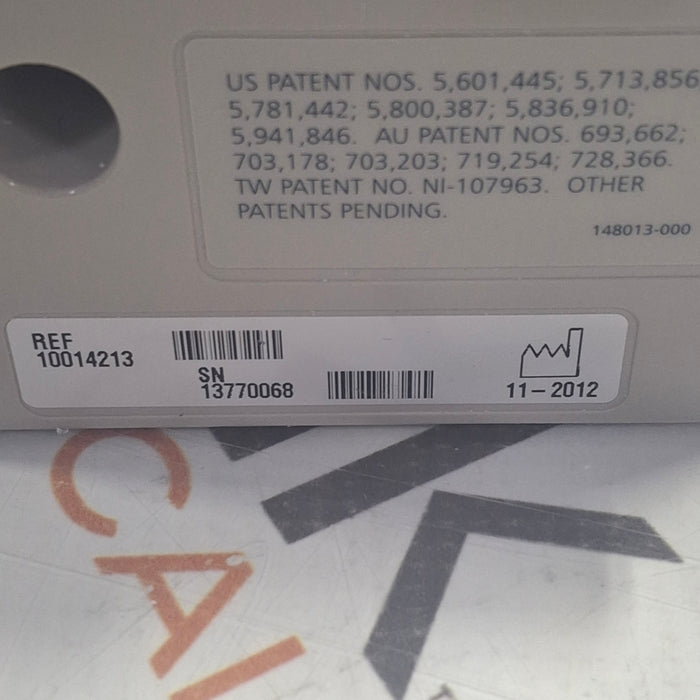 US PATENT NOS. 5,601,445; 5,713,856
5,781,442; 5,800,387; 5,836,910;
5,941,846. AU PATENT NOS. 693,662;
703,178; 703,203; 719,254; 728,366.
TW PATENT NO. NI-107963. OTHER
PATENTS PENDING.
148013-000
REF
10014213
SN
13770068
11-2012